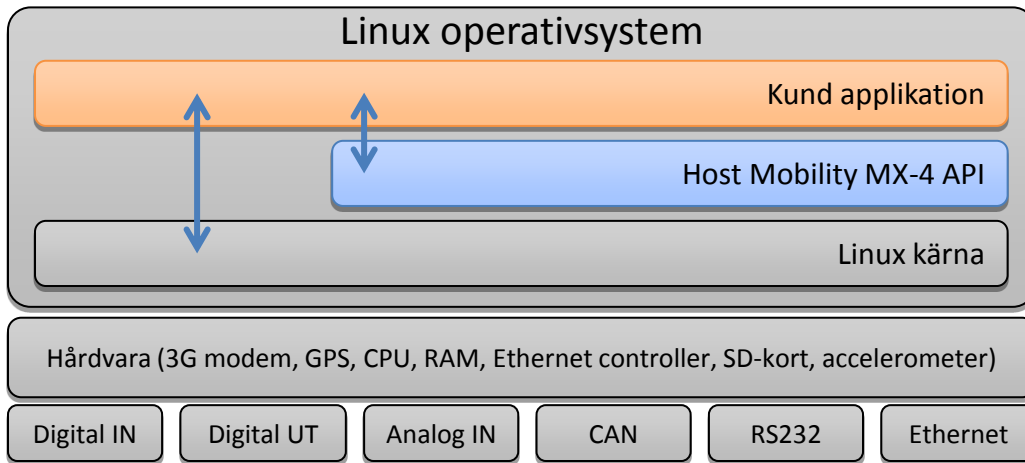 Linux operativsystem
Kund applikation
Host Mobility MX-4 API
Linux kärna
Hårdvara (3G modem, GPS, CPU, RAM, Ethernet controller, SD-kort, accelerometer)
Digital IN
Digital UT
Analog IN
CAN
RS232
Ethernet